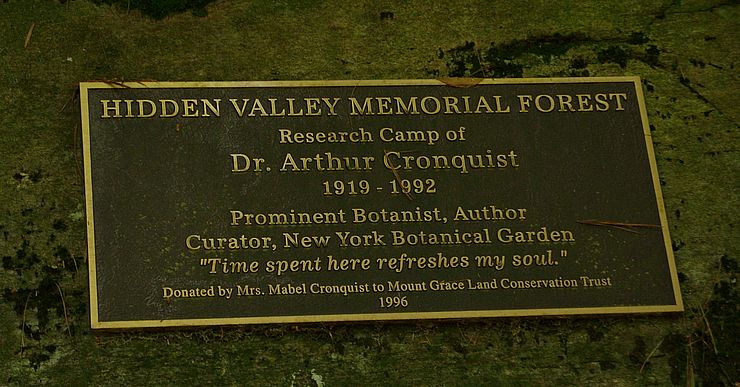 HIDDEN VALLEY MEMORIAL FOREST
Research Camp of
Dr. Arthur Cronquist
1919 - 1992
Prominent Botanist, Author
Curator, New York Botanical Garden
"Time spent here refreshes my soul."
Donated by Mrs. Mabel Cronquist to Mount Grace Land Conservation Trust
1996